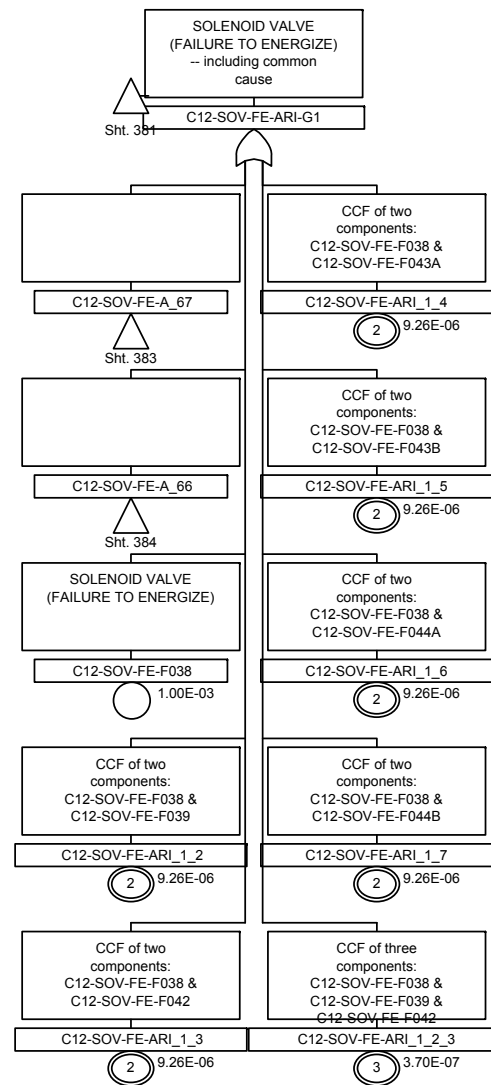 SOLENOID VALVE
(FAILURE TO ENERGIZE)
-- including common
cause
C12-SOV-FE-ARI-G1
Sht. 381
C12-SOV-FE-A_67
Sht. 383
C12-SOV-FE-A_66
Sht. 384
SOLENOID VALVE
(FAILURE TO ENERGIZE)
C12-SOV-FE-F038
1.00E-03
CCF of two
components:
C12-SOV-FE-F038 &
C12-SOV-FE-F039
C12-SOV-FE-ARI_1_2
2
9.26E-06
CCF of two
components:
C12-SOV-FE-F038 &
C12-SOV-FE-F042
C12-SOV-FE-ARI_1_3
2
9.26E-06
CCF of two
components:
C12-SOV-FE-F038 &
C12-SOV-FE-F043A
C12-SOV-FE-ARI_1_4
2
9.26E-06
CCF of two
components:
C12-SOV-FE-F038 &
C12-SOV-FE-F043B
C12-SOV-FE-ARI_1_5
2
9.26E-06
CCF of two
components:
C12-SOV-FE-F038 &
C12-SOV-FE-F044A
C12-SOV-FE-ARI_1_6
2
9.26E-06
CCF of two
components:
C12-SOV-FE-F038 &
C12-SOV-FE-F044B
C12-SOV-FE-ARI_1_7
2
9.26E-06
CCF of three
components:
C12-SOV-FE-F038 &
C12-SOV-FE-F039 &
C12-SOV-FE-F042
C12-SOV-FE-ARI_1_2_3
3
3.70E-07